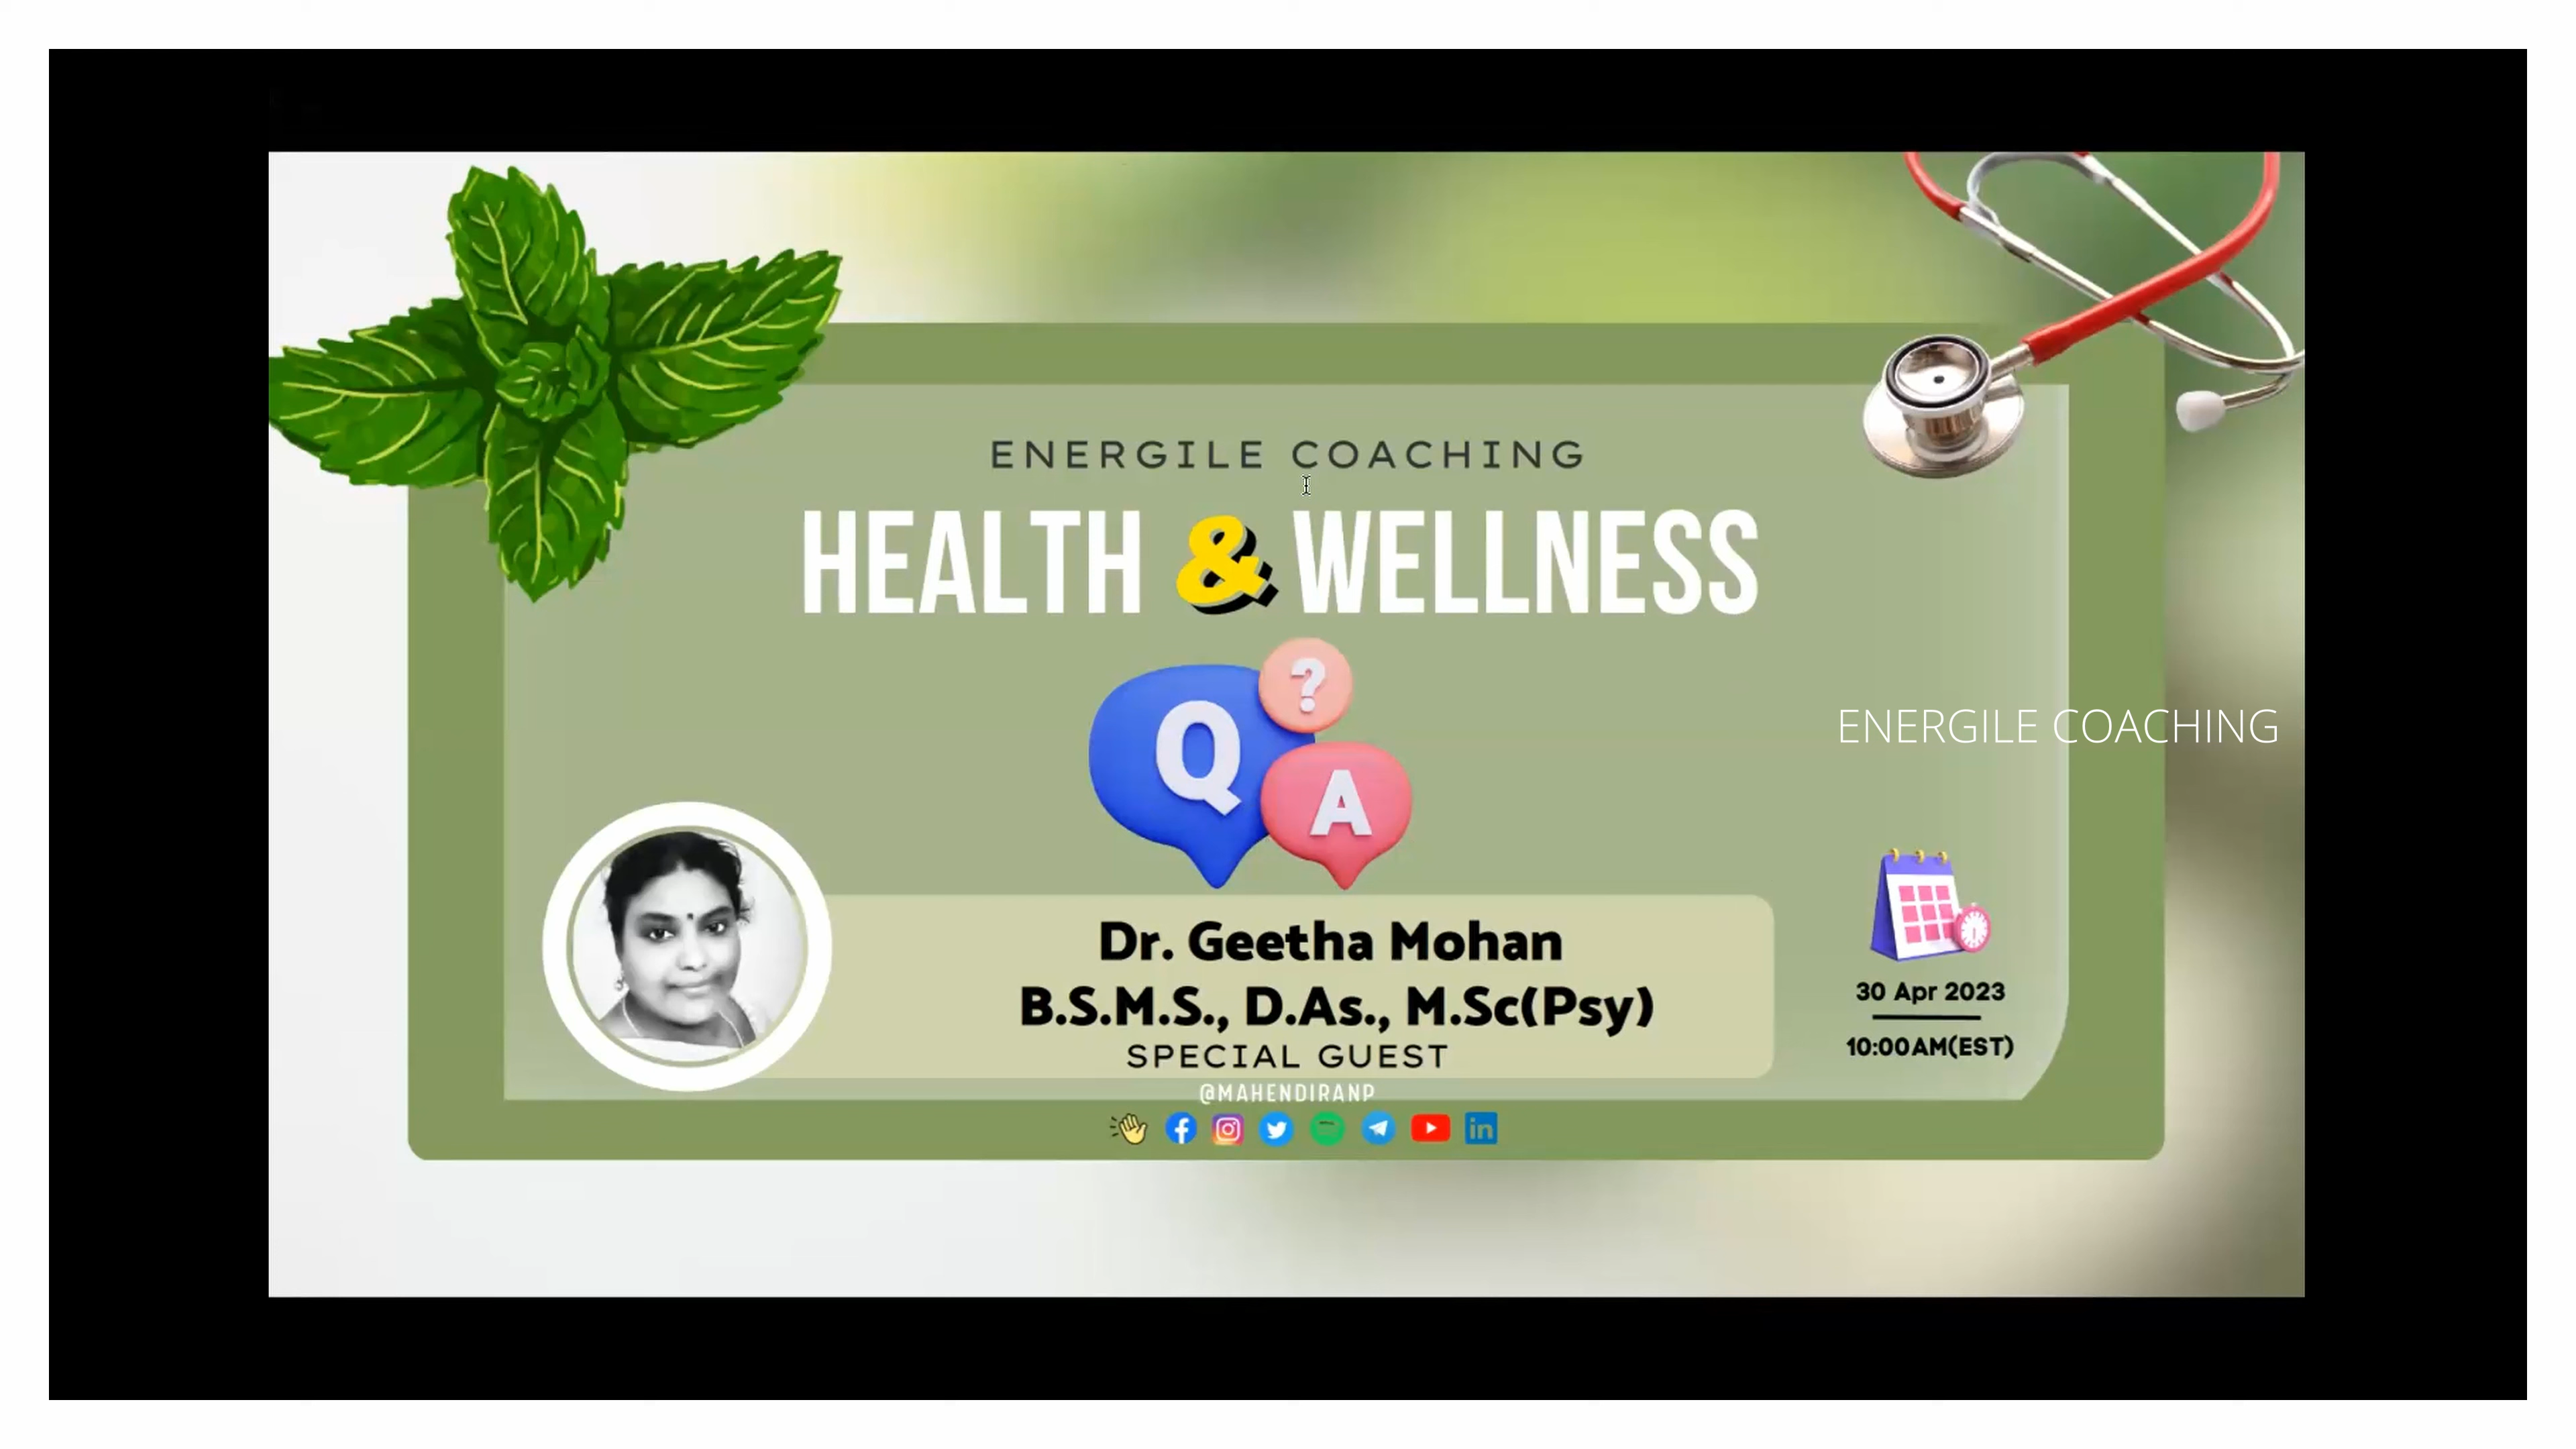 ENERGILE COACHING
HEALTH & WELLNESS
Q
?
A
ENERGILE COACHING
Dr. Geetha Mohan
B.S.M.S., D.As., M.Sc(Psy)
SPECIAL GUEST
30 Apr 2023
10:00AM(EST)
@MAHENDIRANP